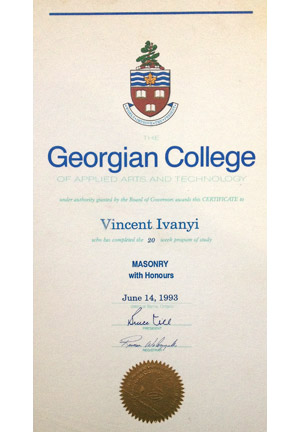 THE
Georgian College
OF APPLIED ARTS AND TECHNOLOGY
under authority granted by the Board of Governors awards this CERTIFICATE to
Vincent Ivanyi
who has completed the 20 week program of study
MASONRY
with Honours
June 14, 1993
PRESIDENT
REGISTRAR